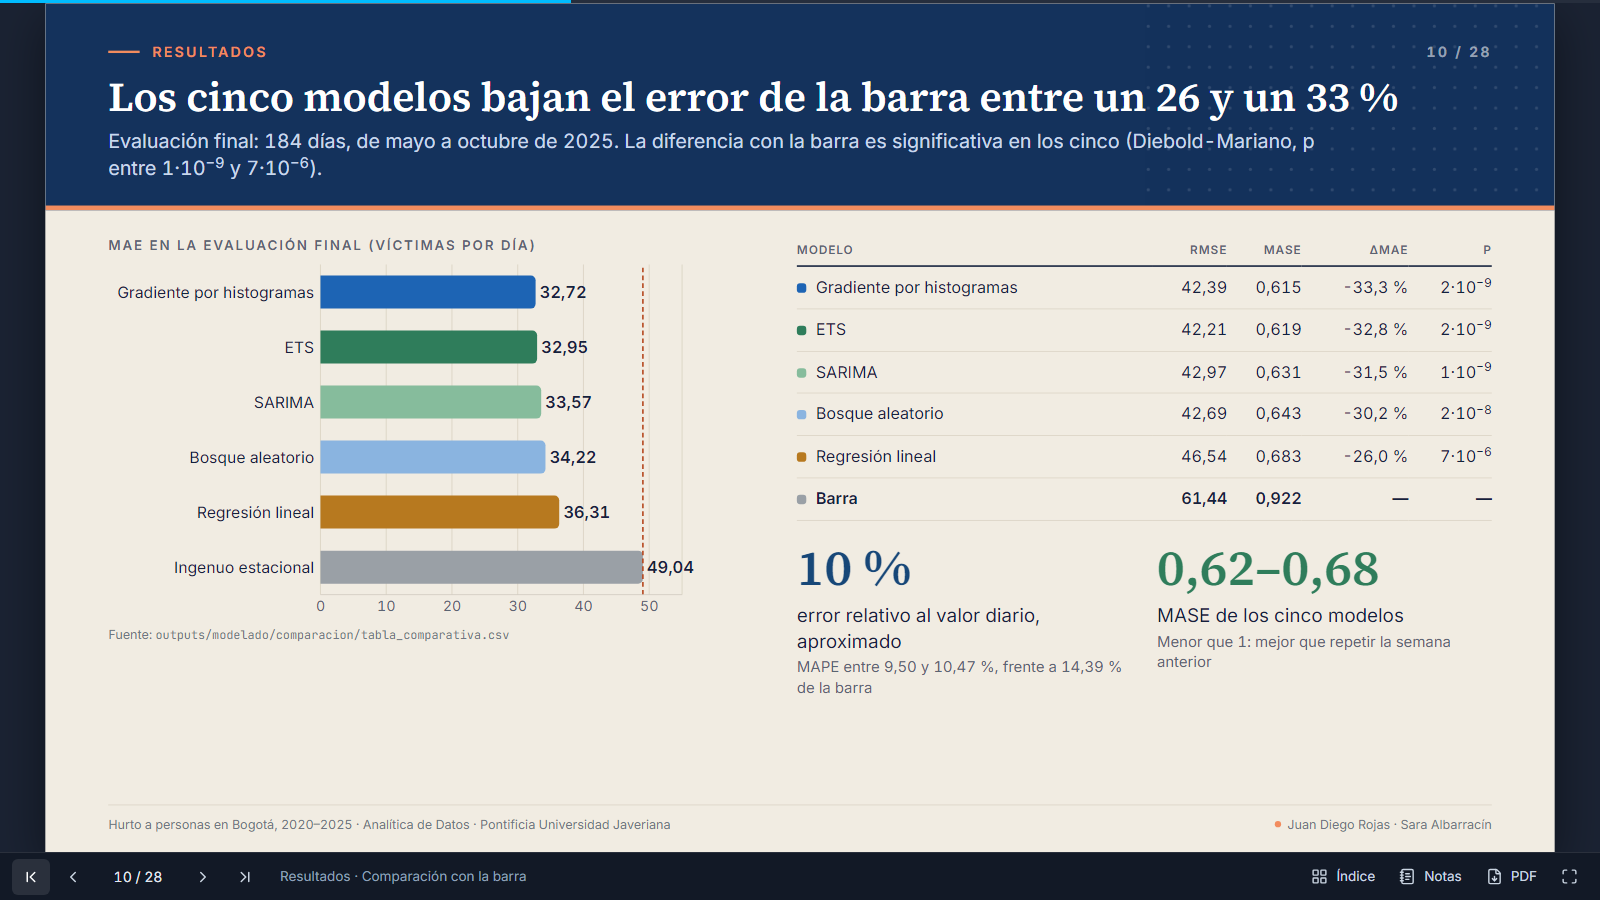 RESULTADOS
10 / 28
Los cinco modelos bajan el error de la barra entre un 26 y un 33 %
Evaluación final: 184 días, de mayo a octubre de 2025. La diferencia con la barra es significativa en los cinco (Diebold-Mariano, p
entre 1·10⁻⁹ y 7·10⁻⁶).
MAE EN LA EVALUACIÓN FINAL (VÍCTIMAS POR DÍA)
Gradiente por histogramas 32,72
ETS 32,95
SARIMA 33,57
Bosque aleatorio 34,22
Regresión lineal 36,31
Ingenuo estacional 49,04
0 10 20 30 40 50
Fuente: outputs/modelado/comparacion/tabla_comparativa.csv
MODELO RMSE MASE ΔMAE P
Gradiente por histogramas 42,39 0,615 -33,3 % 2·10⁻⁹
ETS 42,21 0,619 -32,8 % 2·10⁻⁹
SARIMA 42,97 0,631 -31,5 % 1·10⁻⁹
Bosque aleatorio 42,69 0,643 -30,2 % 2·10⁻⁸
Regresión lineal 46,54 0,683 -26,0 % 7·10⁻⁶
Barra 61,44 0,922 — —
10 %
error relativo al valor diario,
aproximado
MAPE entre 9,50 y 10,47 %, frente a 14,39 %
de la barra
0,62–0,68
MASE de los cinco modelos
Menor que 1: mejor que repetir la semana
anterior
Hurto a personas en Bogotá, 2020–2025 · Analítica de Datos · Pontificia Universidad Javeriana
Juan Diego Rojas · Sara Albarracín
10 / 28
Resultados · Comparación con la barra
Índice
Notas
PDF